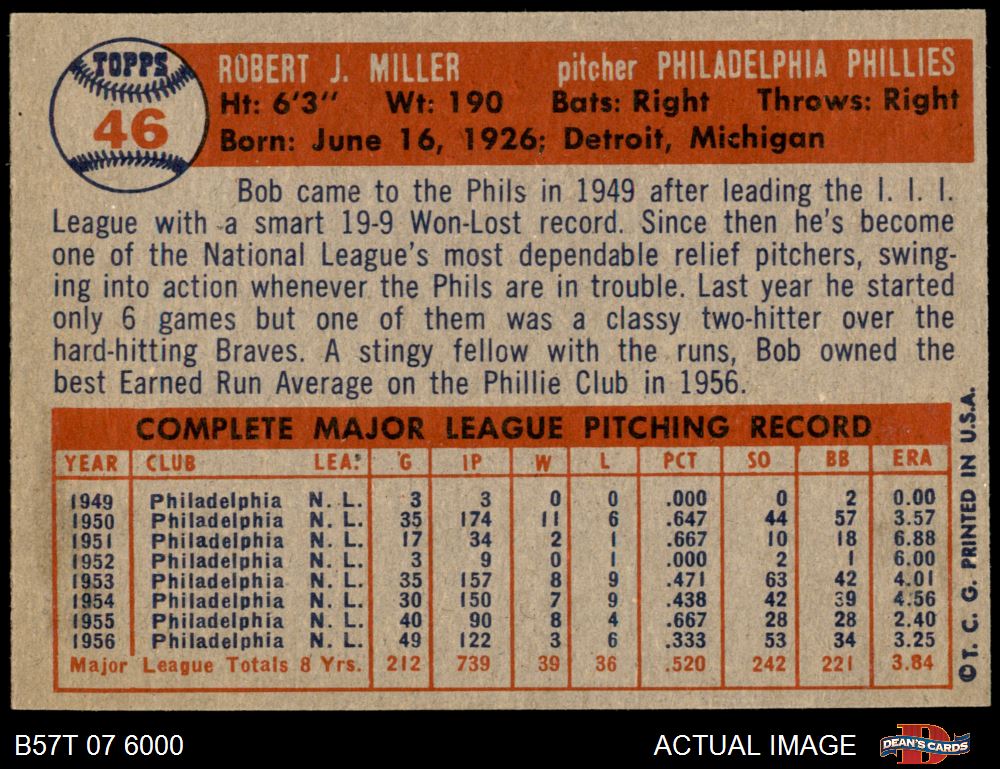 TOPPS
46
ROBERT J. MILLER pitcher PHILADELPHIA PHILLIES
Ht: 6'3" Wt: 190 Bats: Right Throws: Right
Born: June 16, 1926; Detroit, Michigan
Bob came to the Phils in 1949 after leading the I. I. I.
League with a smart 19-9 Won-Lost record. Since then he's become
one of the National League's most dependable relief pitchers, swing-
ing into action whenever the Phils are in trouble. Last year he started
only 6 games but one of them was a classy two-hitter over the
hard-hitting Braves. A stingy fellow with the runs, Bob owned the
best Earned Run Average on the Phillie Club in 1956.
COMPLETE MAJOR LEAGUE PITCHING RECORD
YEAR CLUB LEA. G IP W L PCT SO BB ERA
1949 Philadelphia N. L. 3 3 0 0 .000 0 2 0.00
1950 Philadelphia N. L. 35 174 11 6 .647 44 57 3.57
1951 Philadelphia N. L. 17 34 2 1 .667 10 18 6.88
1952 Philadelphia N. L. 3 9 0 1 .000 2 1 6.00
1953 Philadelphia N. L. 35 157 8 9 .471 63 42 4.01
1954 Philadelphia N. L. 30 150 7 9 .438 42 39 4.56
1955 Philadelphia N. L. 40 90 8 4 .667 28 28 2.40
1956 Philadelphia N. L. 49 122 3 6 .333 53 34 3.25
Major League Totals 8 Yrs. 212 739 39 36 .520 242 221 3.84
© T. C. G. PRINTED IN U.S.A.
B57T 07 6000
ACTUAL IMAGE
DEAN'S CARDS